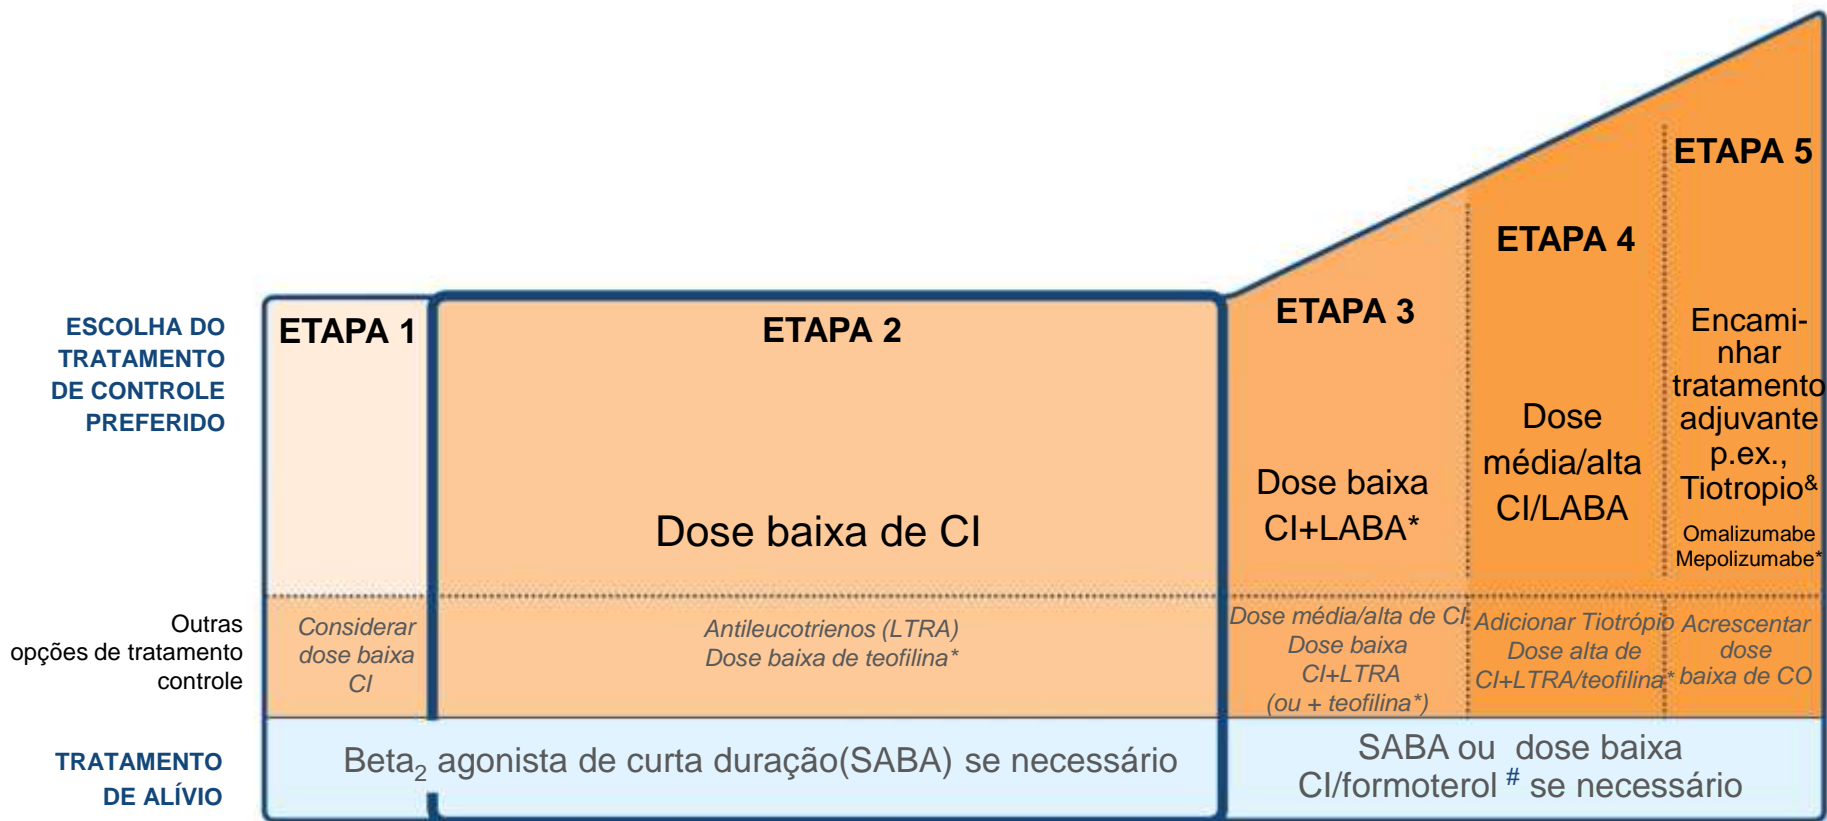 ETAPA 5
ETAPA 4
ETAPA 3
ESCOLHA DO
TRATAMENTO
DE CONTROLE
PREFERIDO
ETAPA 1
ETAPA 2
Dose baixa de CI
Dose baixa
CI+LABA*
Dose
média/alta
CI/LABA
Encami-
nhar
tratamento
adjuvante
p.ex.,
Tiotropio&
Omalizumabe
Mepolizumabe*
Outras
opções de tratamento
controle
Considerar
dose baixa
CI
Antileucotrienos (LTRA)
Dose baixa de teofilina*
Dose média/alta de CI
Dose baixa
CI+LTRA
(ou + teofilina*)
Adicionar Tiotrópio
Dose alta de
CI+LTRA/teofilina*
Acrescentar
dose
baixa de CO
TRATAMENTO
DE ALÍVIO
Beta2 agonista de curta duração(SABA) se necessário
SABA ou dose baixa
CI/formoterol # se necessário